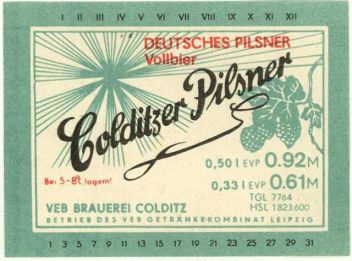 I II III IV V VI VII VIII IX X XI XII
DEUTSCHES PILSNER
Vollbier
Colditzer Pilsner
0,50 l EVP 0.92 M
Bei 5-8° lagern!
0,33 l EVP 0.61 M
TGL 7764
HSL 1823600
VEB BRAUEREI COLDITZ
BETRIEB DES VEB GETRÄNKEKOMBINAT LEIPZIG
1 3 5 7 9 11 13 15 17 19 21 23 25 27 29 31